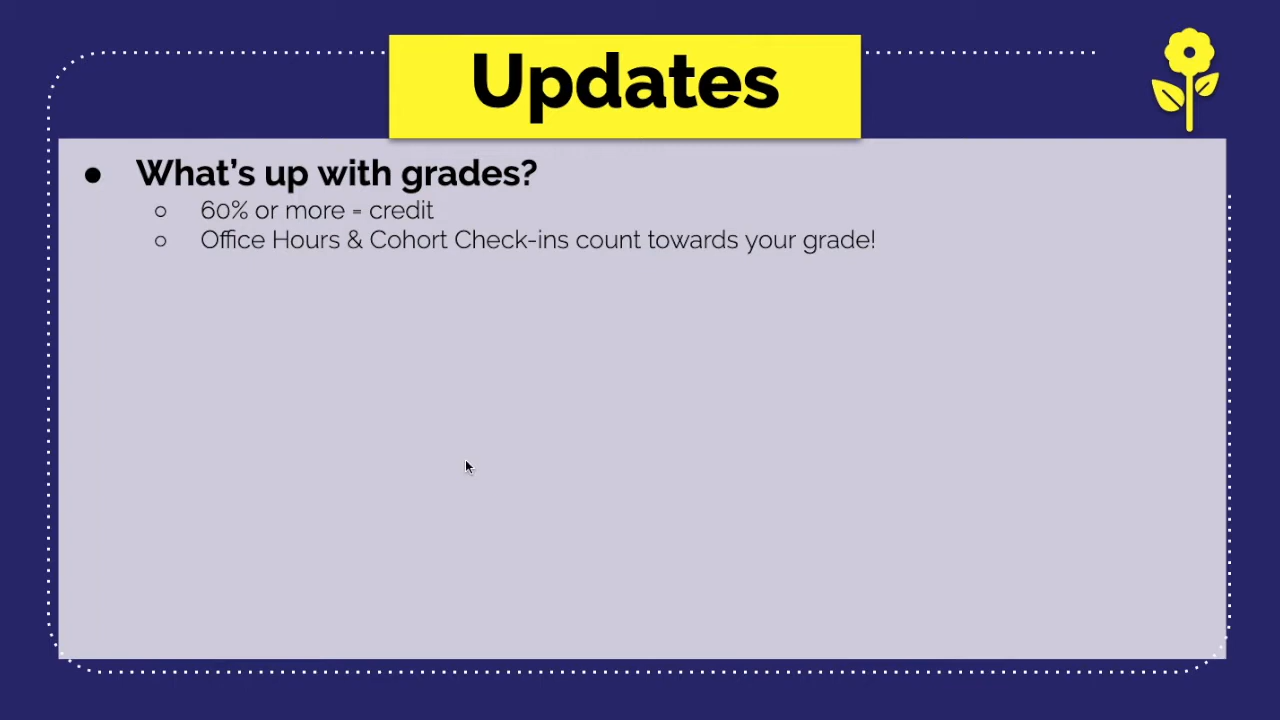 Updates
● What’s up with grades?
○ 60% or more = credit
○ Office Hours & Cohort Check-ins count towards your grade!